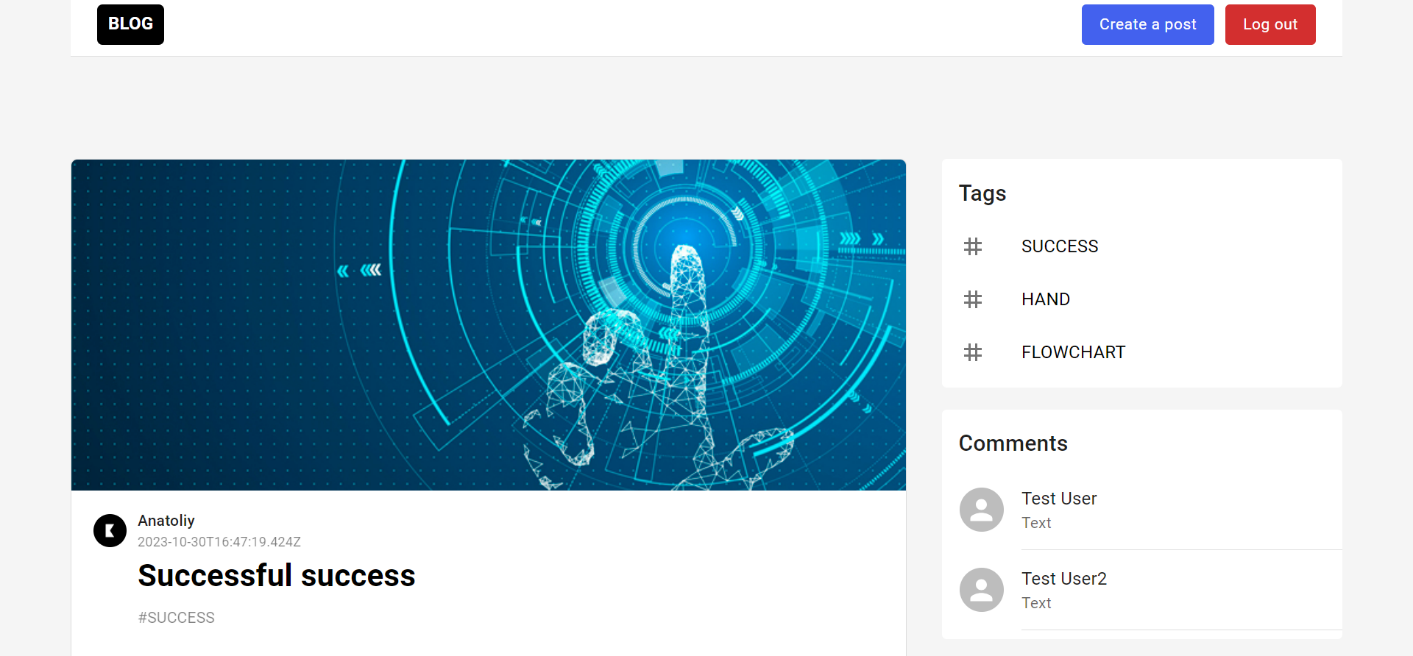 BLOG
Create a post
Log out
Tags
# SUCCESS
# HAND
# FLOWCHART
Comments
Test User
Text
Test User2
Text
K
Anatoliy
2023-10-30T16:47:19.424Z
Successful success
#SUCCESS